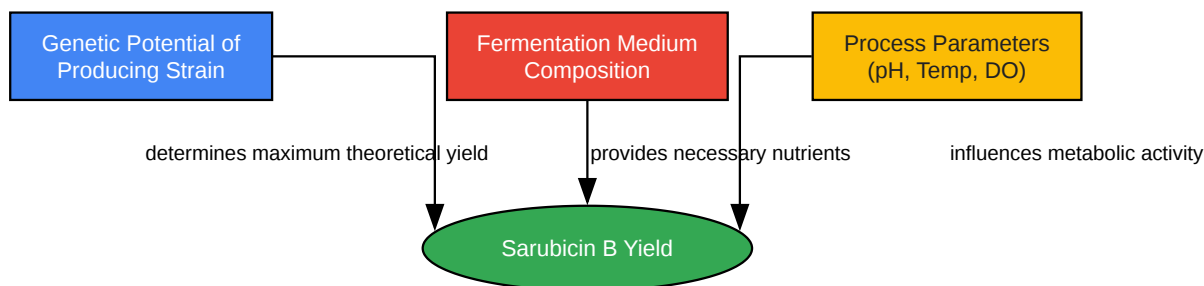 Genetic Potential of
Producing Strain
Fermentation Medium
Composition
Process Parameters
(pH, Temp, DO)
determines maximum theoretical yield
provides necessary nutrients
influences metabolic activity
Sarubicin B Yield